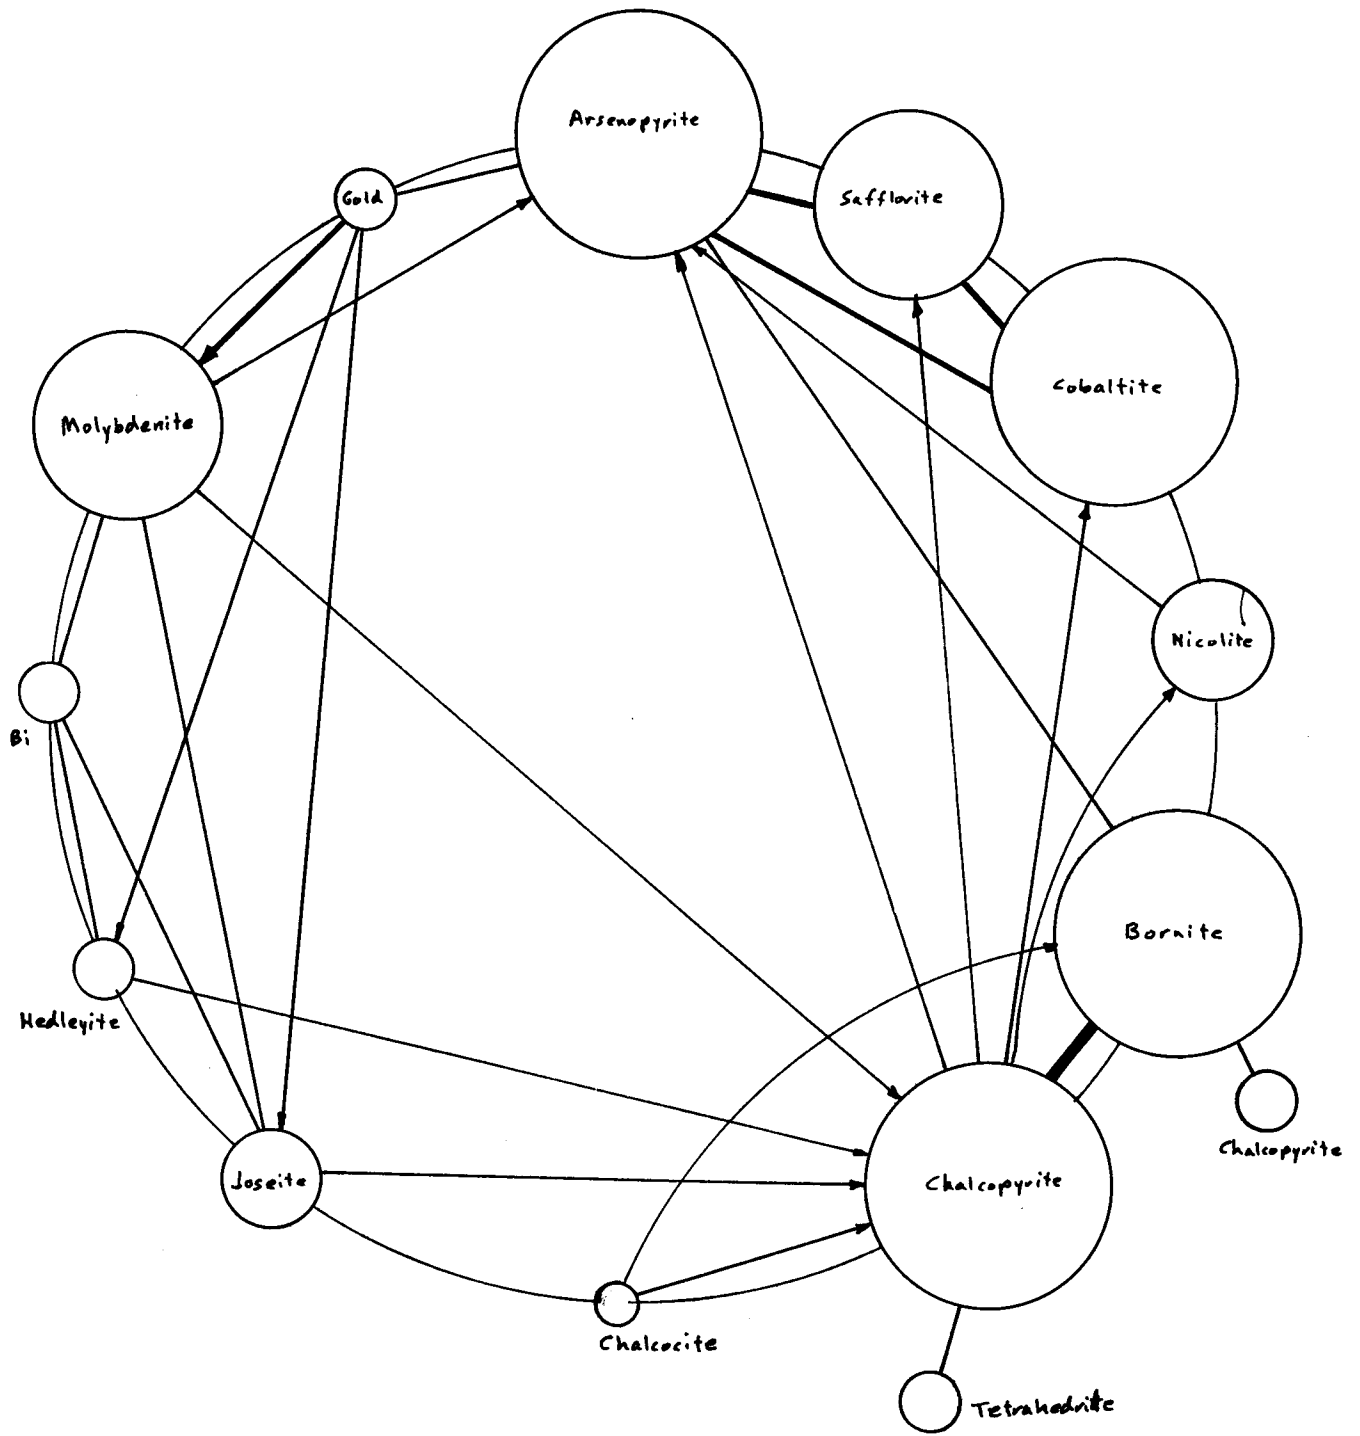 Arsenopyrite
Safflorite
Gold
Cobaltite
Molybdenite
Nicolite
Bi
Bornite
Hedleyite
Chalcopyrite
Joseite
Chalcopyrite
Chalcocite
Tetrahedrite